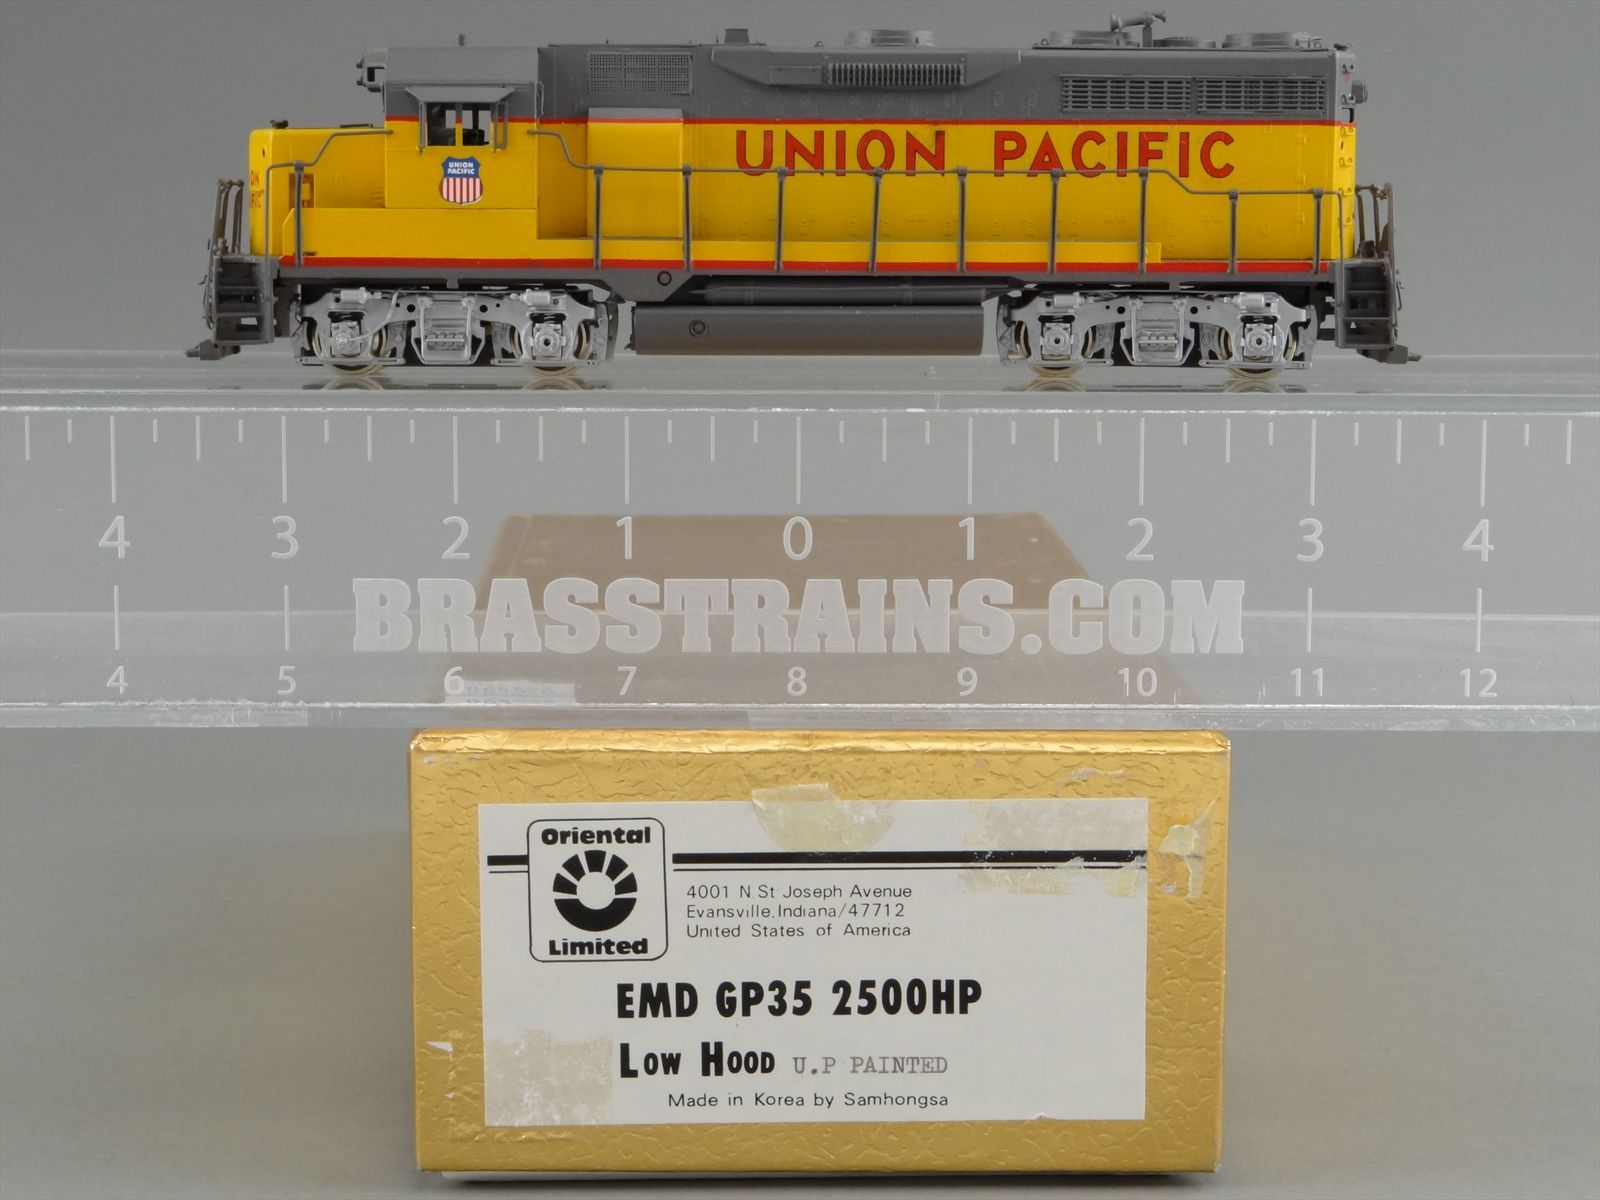 UNION PACIFIC
UNION
PACIFIC
ON
IFIC
4 3 2 1 0 1 2 3 4
BRASSTRAINS.COM
4 5 6 7 8 9 10 11 12
Oriental
Limited
4001 N St Joseph Avenue
Evansville, Indiana/47712
United States of America
EMD GP35 2500HP
LOW HOOD U.P PAINTED
Made in Korea by Samhongsa